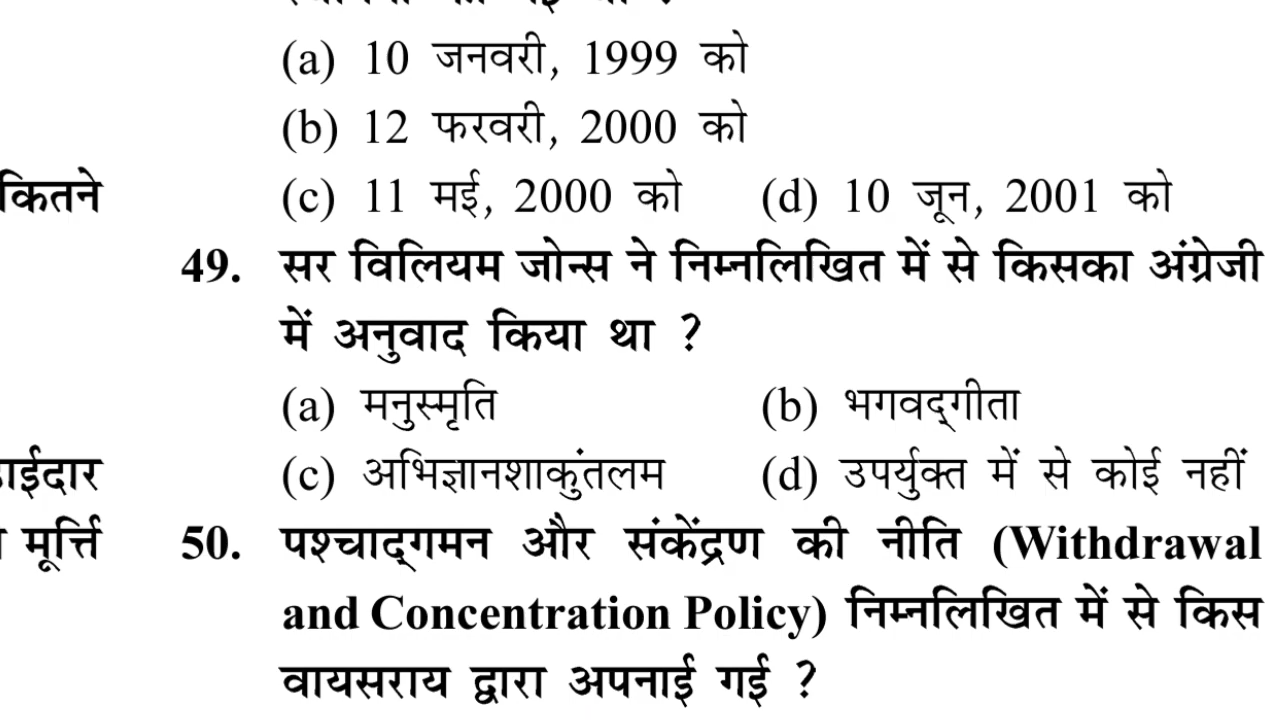 (a) 10 जनवरी, 1999 को
(b) 12 फरवरी, 2000 को
कितने
(c) 11 मई, 2000 को (d) 10 जून, 2001 को
49. सर विलियम जोन्स ने निम्नलिखित में से किसका अंग्रेजी
में अनुवाद किया था ?
(a) मनुस्मृति (b) भगवद्गीता
(c) अभिज्ञानशाकुंतलम (d) उपर्युक्त में से कोई नहीं
मूर्त्ति
50. पश्चाद्गमन और संकेंद्रण की नीति (Withdrawal
and Concentration Policy) निम्नलिखित में से किस
वायसराय द्वारा अपनाई गई ?